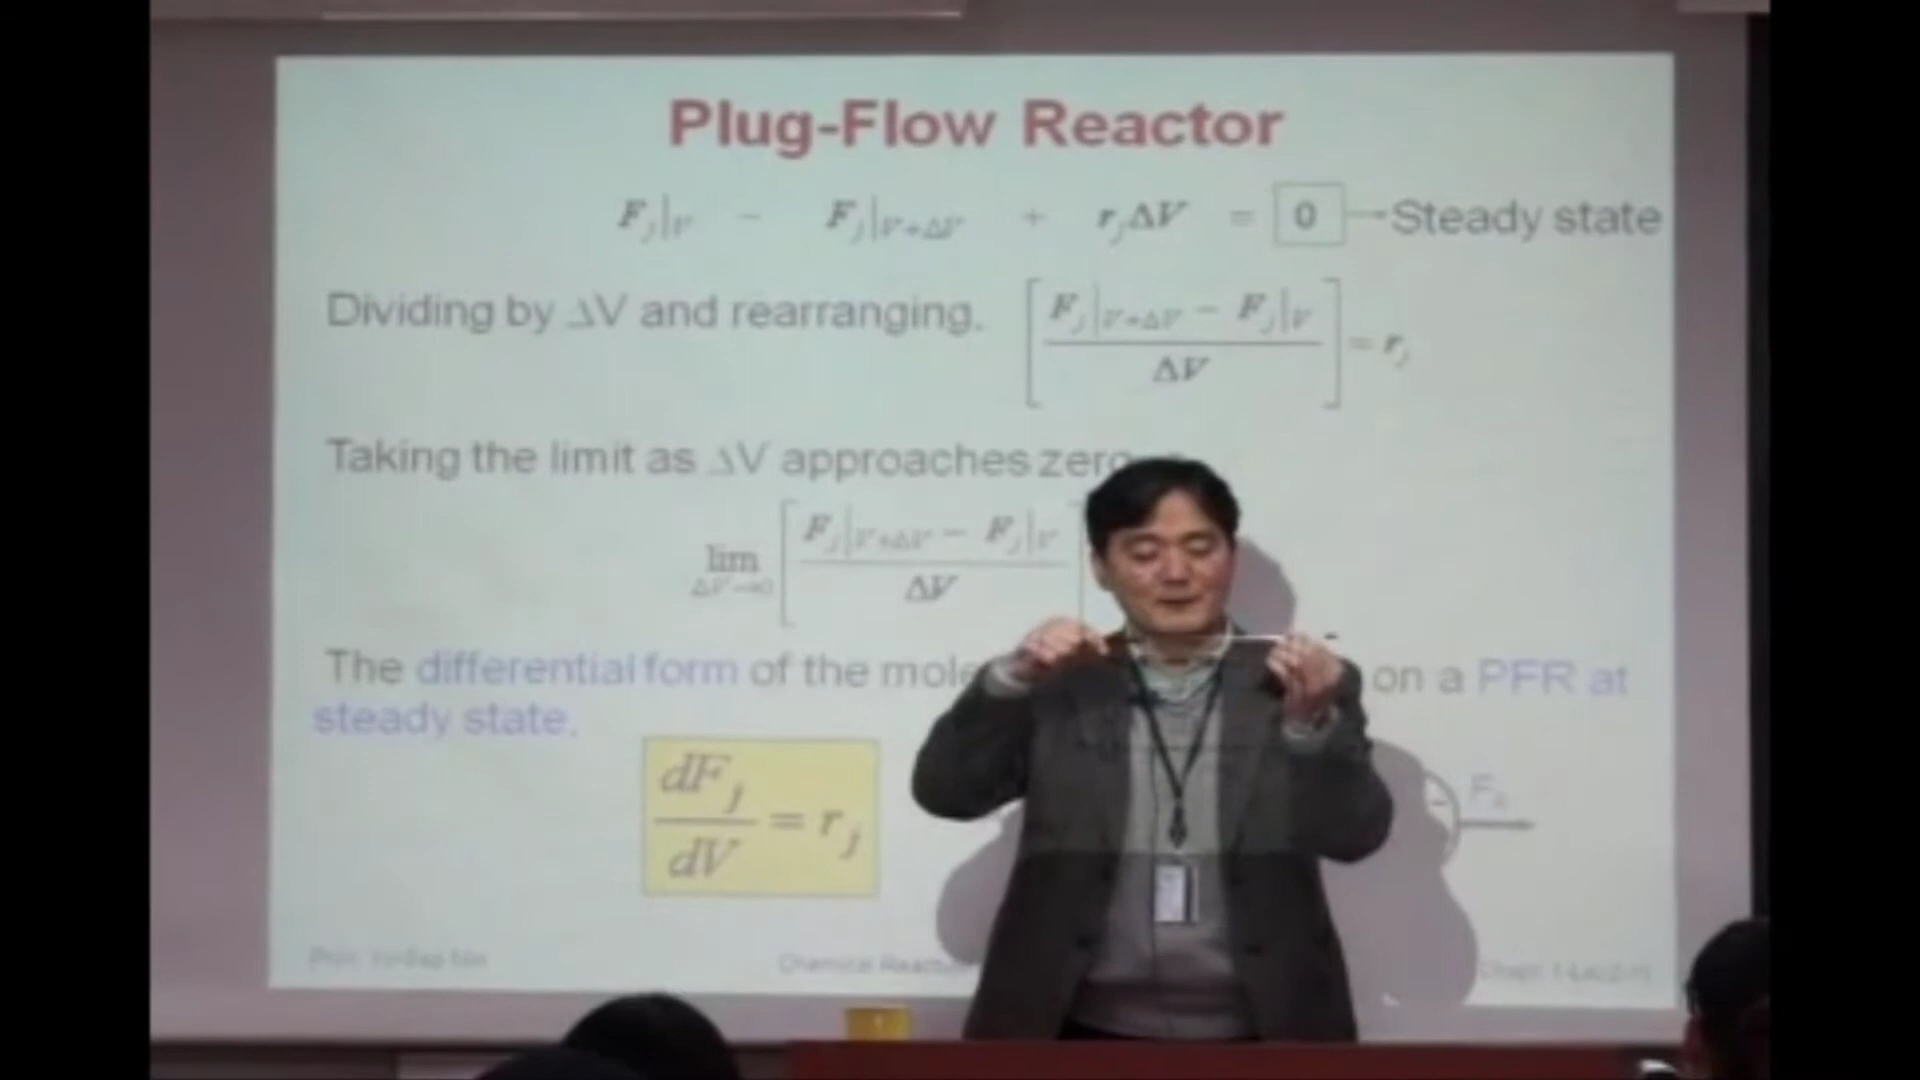 Plug-Flow Reactor
F_j|_V - F_j|_{V+ΔV} + r_jΔV = 0 Steady state
Dividing by ΔV and rearranging, [ (F_j|_{V+ΔV} - F_j|_V) / ΔV ] = r_j
Taking the limit as ΔV approaches zero
lim ΔV→0 [ (F_j|_{V+ΔV} - F_j|_V) / ΔV
The differential form of the mole on a PFR at
steady state,
dF_j/dV = r_j
Chemical